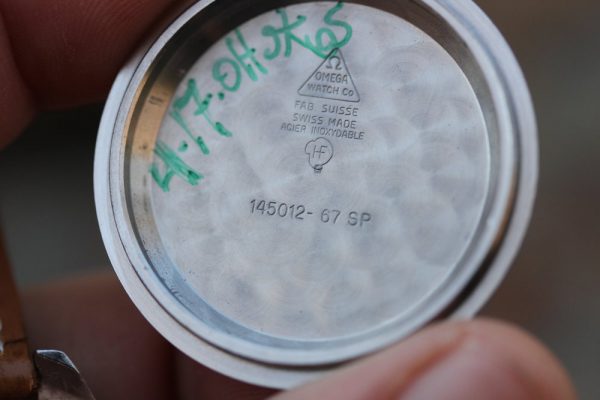 Ω
OMEGA
WATCH Co
FAB. SUISSE
SWISS MADE
ACIER INOXYDABLE
HF
145012-67 SP